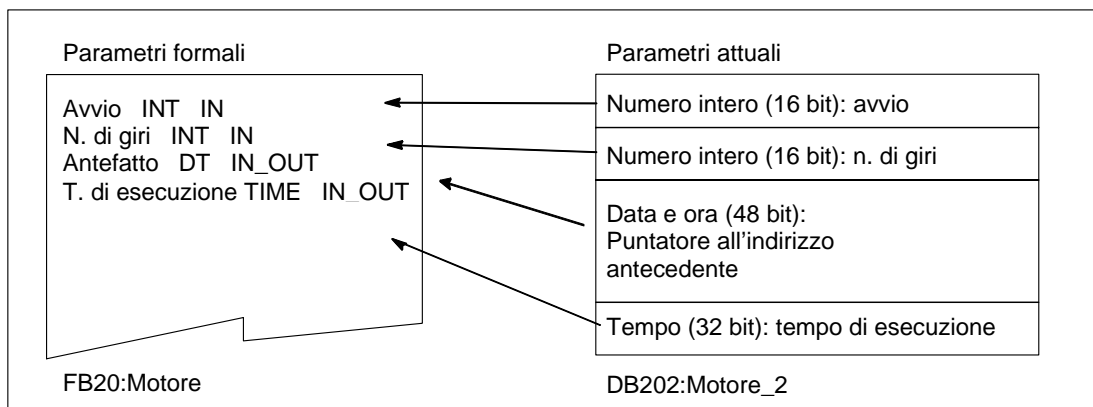 Parametri formali
Avvio INT IN
N. di giri INT IN
Antefatto DT IN_OUT
T. di esecuzione TIME IN_OUT
FB20:Motore
Parametri attuali
Numero intero (16 bit): avvio
Numero intero (16 bit): n. di giri
Data e ora (48 bit):
Puntatore all'indirizzo
antecedente
Tempo (32 bit): tempo di esecuzione
DB202:Motore_2